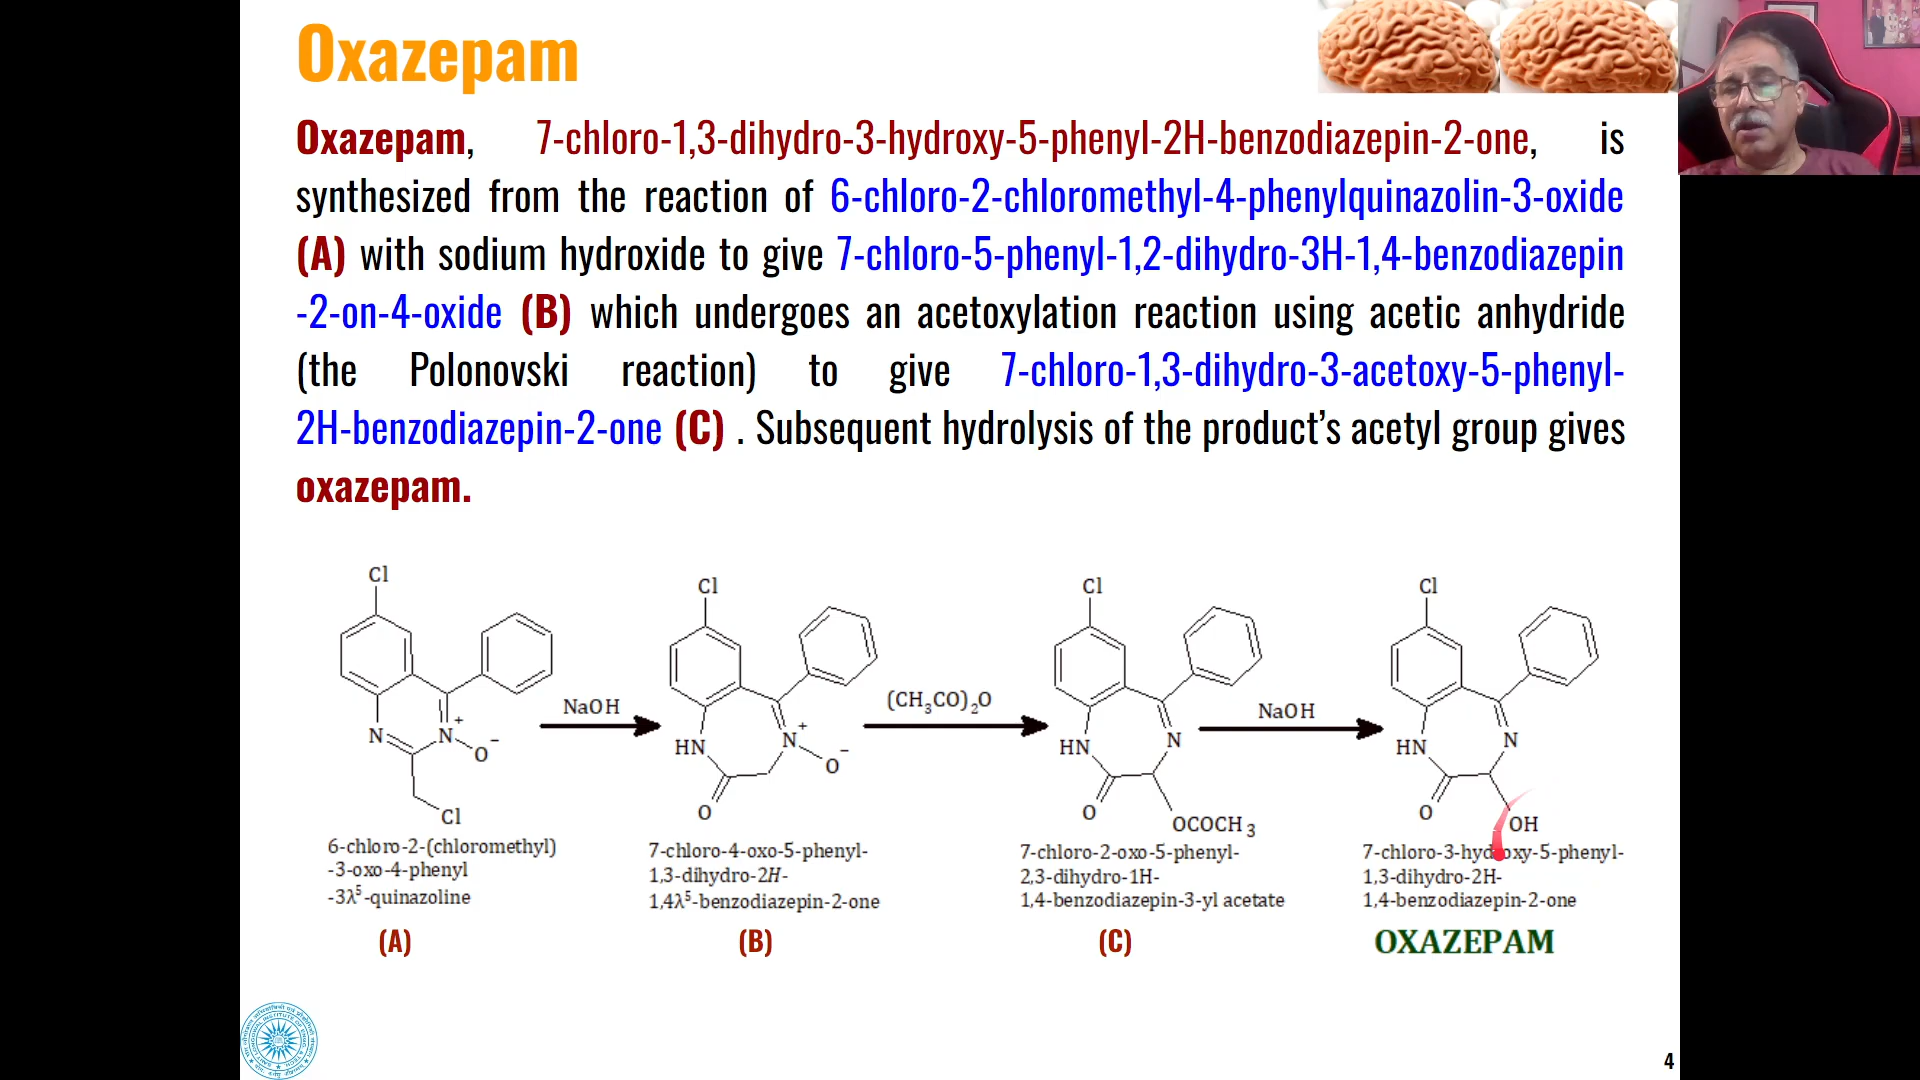 Oxazepam
Oxazepam, 7-chloro-1,3-dihydro-3-hydroxy-5-phenyl-2H-benzodiazepin-2-one, is
synthesized from the reaction of 6-chloro-2-chloromethyl-4-phenylquinazolin-3-oxide
(A) with sodium hydroxide to give 7-chloro-5-phenyl-1,2-dihydro-3H-1,4-benzodiazepin
-2-on-4-oxide (B) which undergoes an acetoxylation reaction using acetic anhydride
(the Polonovski reaction) to give 7-chloro-1,3-dihydro-3-acetoxy-5-phenyl-
2H-benzodiazepin-2-one (C) . Subsequent hydrolysis of the product’s acetyl group gives
oxazepam.
Cl
N
N+
O−
Cl
6-chloro-2-(chloromethyl)
-3-oxo-4-phenyl
-3λ5-quinazoline
(A)
NaOH
Cl
HN
N+
O−
O
7-chloro-4-oxo-5-phenyl-
1,3-dihydro-2H-
1,4λ5-benzodiazepin-2-one
(B)
(CH3CO)2O
Cl
HN
N
O
OCOCH3
7-chloro-2-oxo-5-phenyl-
2,3-dihydro-1H-
1,4-benzodiazepin-3-yl acetate
(C)
NaOH
Cl
HN
N
O
OH
7-chloro-3-hydroxy-5-phenyl-
1,3-dihydro-2H-
1,4-benzodiazepin-2-one
OXAZEPAM
4